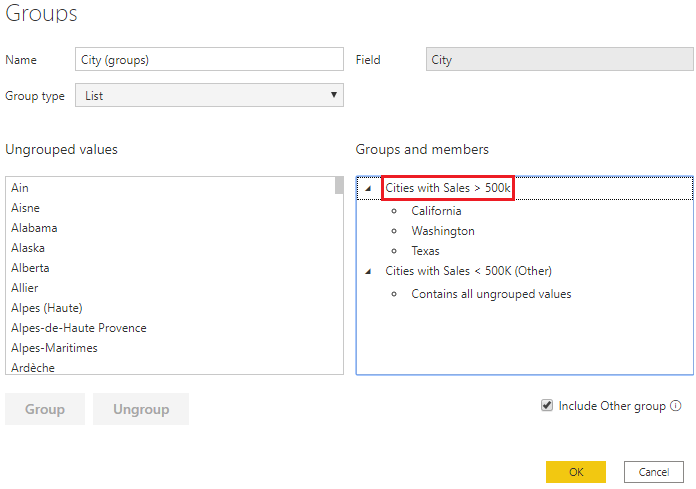 Groups
Name
City (groups)
Field
City
Group type
List
Ungrouped values
Groups and members
Ain
Aisne
Alabama
Alaska
Alberta
Allier
Alpes (Haute)
Alpes-de-Haute Provence
Alpes-Maritimes
Ardèche
Cities with Sales > 500k
California
Washington
Texas
Cities with Sales < 500K (Other)
Contains all ungrouped values
Group
Ungroup
Include Other group
OK
Cancel